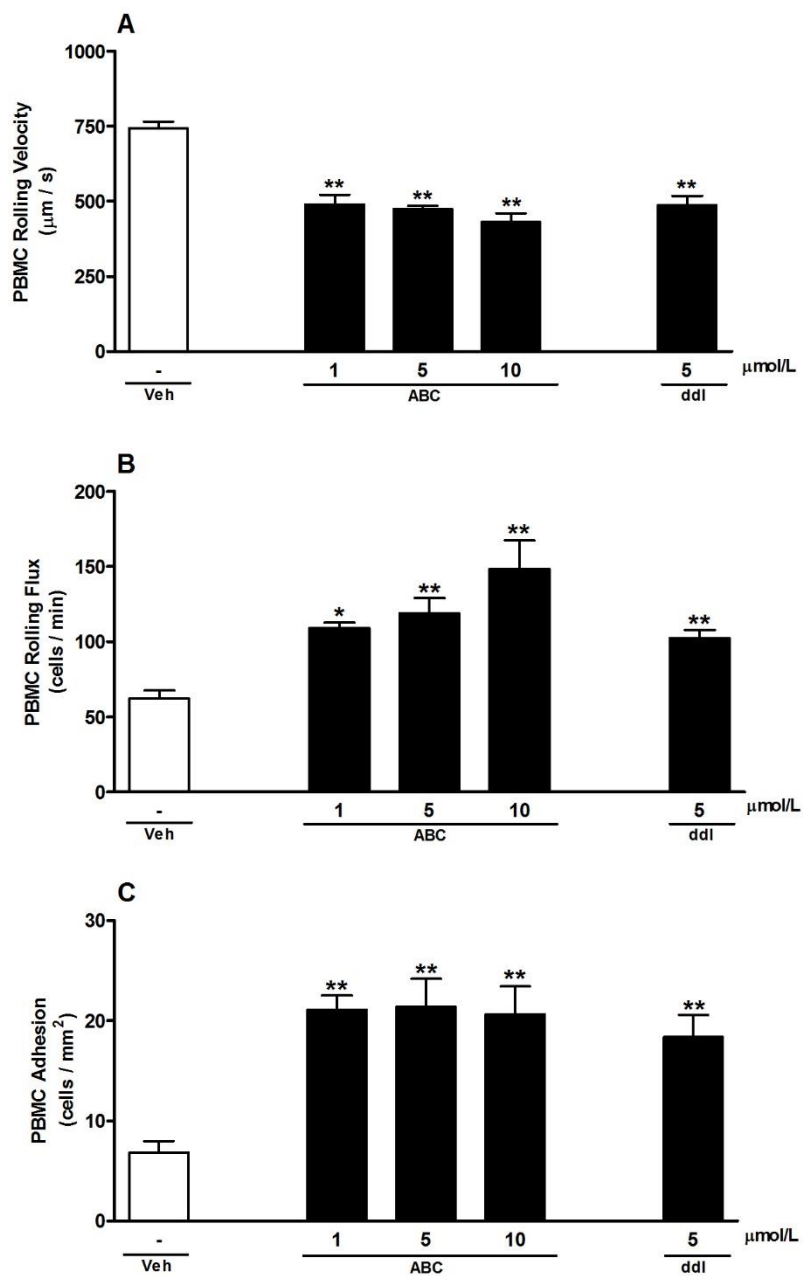 A
PBMC Rolling Velocity
(μm / s)
1000
750
500
250
0
** ** ** **
- 1 5 10 5 μmol/L
Veh ABC ddI
B
PBMC Rolling Flux
(cells / min)
200
150
100
50
0
* ** ** **
- 1 5 10 5 μmol/L
Veh ABC ddI
C
PBMC Adhesion
(cells / mm²)
30
20
10
0
** ** ** **
- 1 5 10 5 μmol/L
Veh ABC ddI